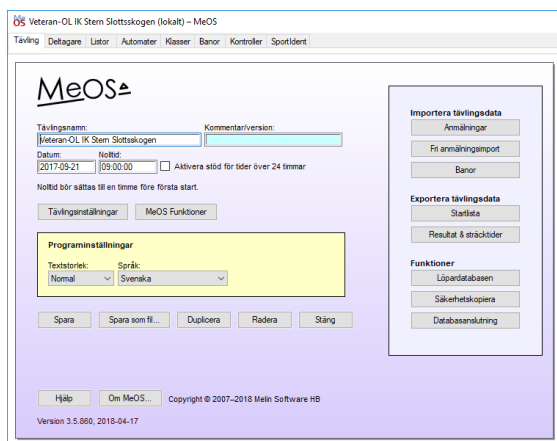 MeOS Veteran-OL IK Stern Slottsskogen (lokalt) – MeOS
Tävling Deltagare Listor Automater Klasser Banor Kontroller SportIdent
MeOS
Tävlingsnamn: Kommentar/version:
Veteran-OL IK Stern Slottsskogen
Datum: Nolltid:
2017-09-21 09:00:00 Aktivera stöd för tider över 24 timmar
Nolltid bör sättas till en timme före första start.
Tävlingsinställningar MeOS Funktioner
Programinställningar
Textstorlek: Språk:
Normal Svenska
Spara Spara som fil... Duplicera Radera Stäng
Hjälp Om MeOS... Copyright © 2007–2018 Melin Software HB
Version 3.5.860, 2018-04-17
Importera tävlingsdata
Anmälningar
Fri anmälningsimport
Banor
Exportera tävlingsdata
Startlista
Resultat & sträcktider
Funktioner
Löpardatabasen
Säkerhetskopiera
Databasanslutning